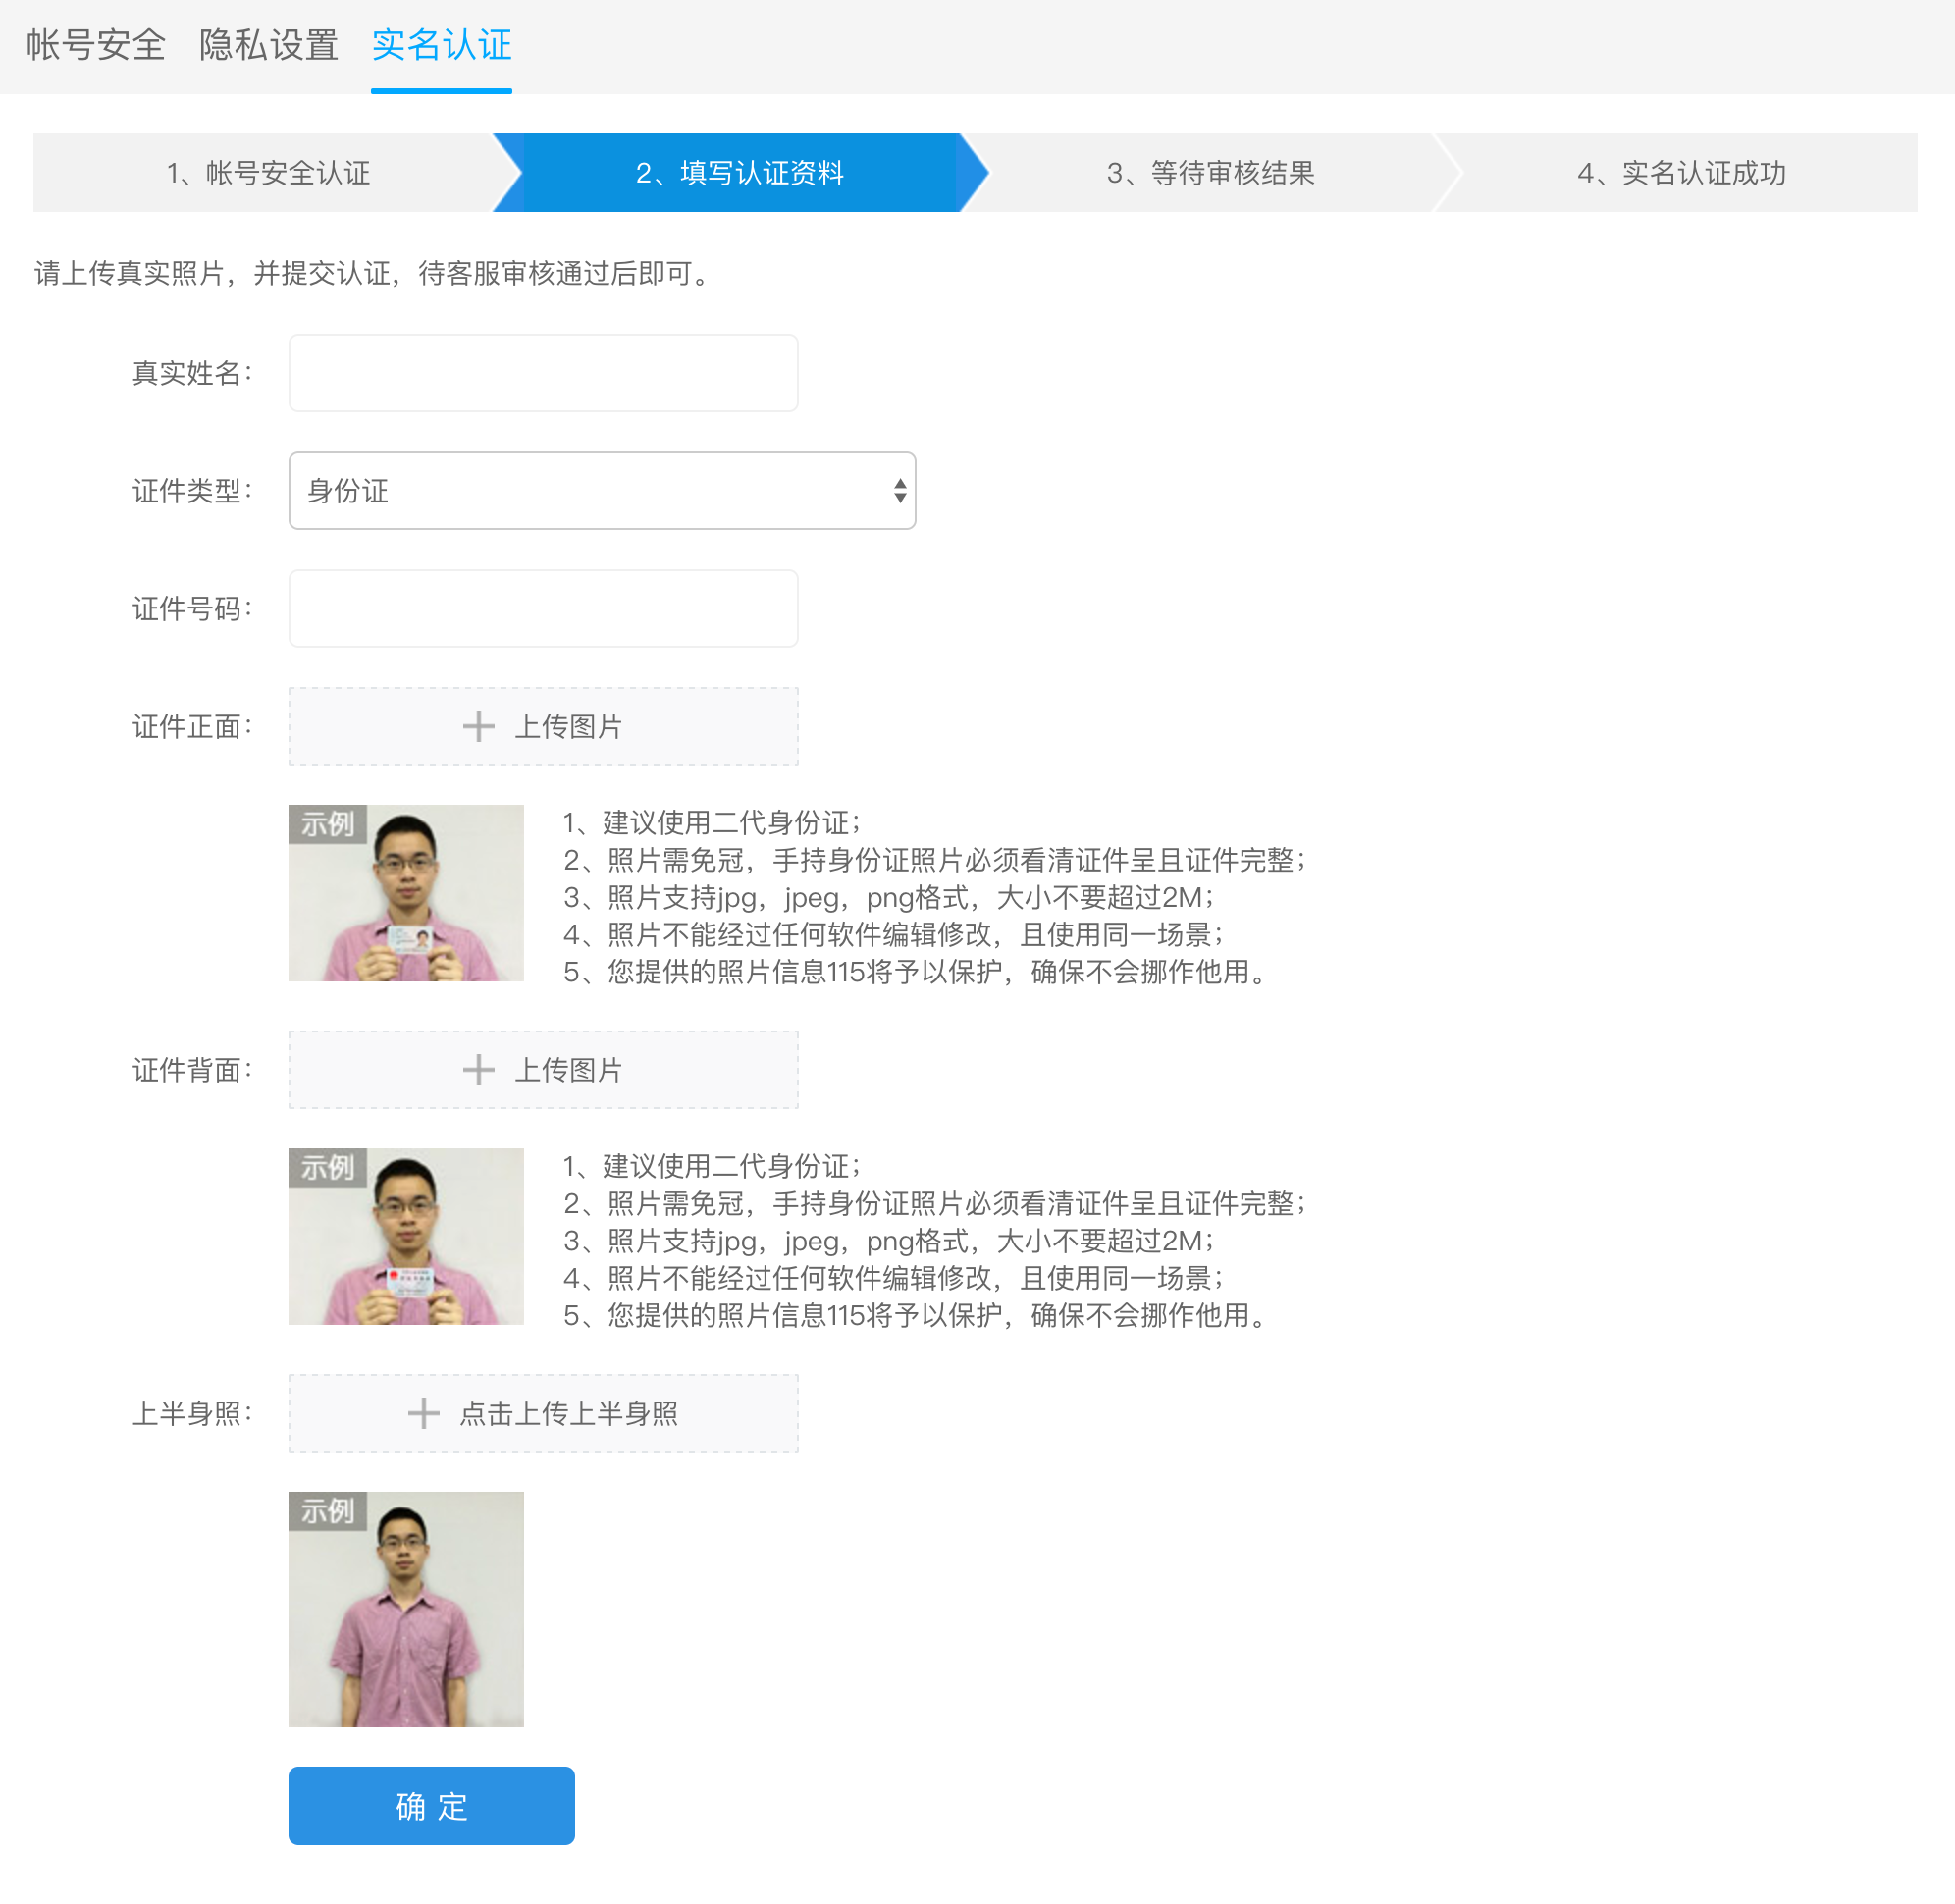 帐号安全 隐私设置 实名认证
1、帐号安全认证 2、填写认证资料 3、等待审核结果 4、实名认证成功
请上传真实照片，并提交认证，待客服审核通过后即可。
真实姓名：
证件类型： 身份证
证件号码：
证件正面： 上传图片
示例
1、建议使用二代身份证；
2、照片需免冠，手持身份证照片必须看清证件呈且证件完整；
3、照片支持jpg，jpeg，png格式，大小不要超过2M；
4、照片不能经过任何软件编辑修改，且使用同一场景；
5、您提供的照片信息115将予以保护，确保不会挪作他用。
证件背面： 上传图片
示例
1、建议使用二代身份证；
2、照片需免冠，手持身份证照片必须看清证件呈且证件完整；
3、照片支持jpg，jpeg，png格式，大小不要超过2M；
4、照片不能经过任何软件编辑修改，且使用同一场景；
5、您提供的照片信息115将予以保护，确保不会挪作他用。
上半身照： 点击上传上半身照
示例
确 定